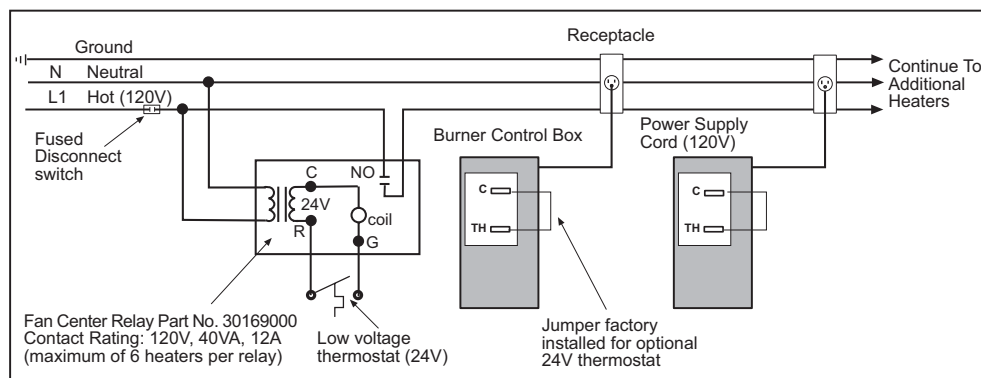 Ground
Receptacle
N Neutral
L1 Hot (120V)
Continue To
Additional
Heaters
Fused
Disconnect
switch
Burner Control Box
Power Supply
Cord (120V)
C
NO
24V
R
coil
G
C
TH
C
TH
Fan Center Relay Part No. 30169000
Contact Rating: 120V, 40VA, 12A
(maximum of 6 heaters per relay)
Low voltage
thermostat (24V)
Jumper factory
installed for optional
24V thermostat